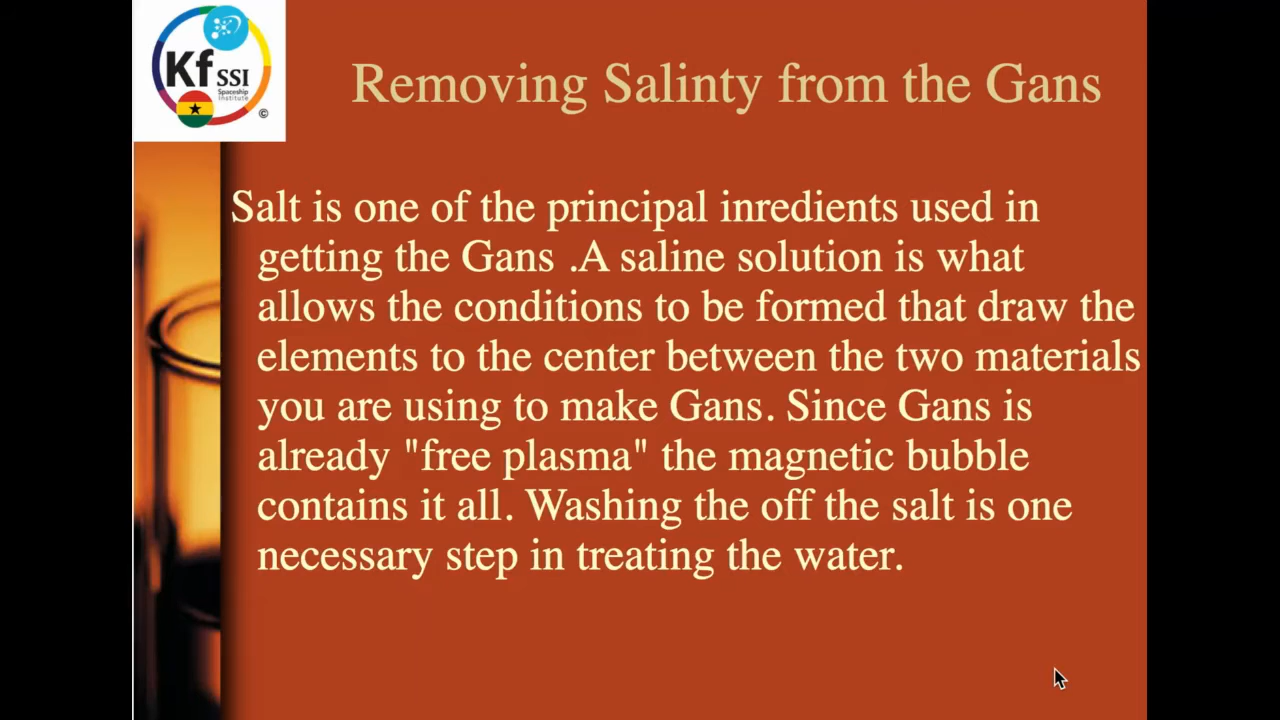 Kf SSI
Spaceship
Institute
©
Removing Salinty from the Gans
Salt is one of the principal inredients used in
getting the Gans .A saline solution is what
allows the conditions to be formed that draw the
elements to the center between the two materials
you are using to make Gans. Since Gans is
already "free plasma" the magnetic bubble
contains it all. Washing the off the salt is one
necessary step in treating the water.